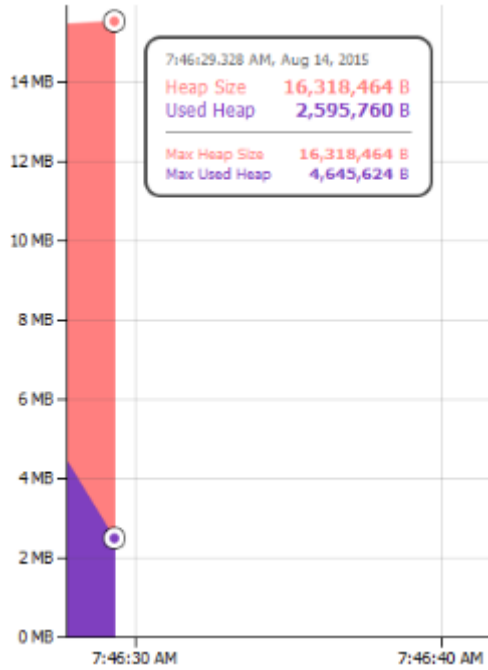 7:46:29.328 AM, Aug 14, 2015
Heap Size 16,318,464 B
Used Heap 2,595,760 B
Max Heap Size 16,318,464 B
Max Used Heap 4,645,624 B
14 MB
12 MB
10 MB
8 MB
6 MB
4 MB
2 MB
0 MB
7:46:30 AM 7:46:40 AM